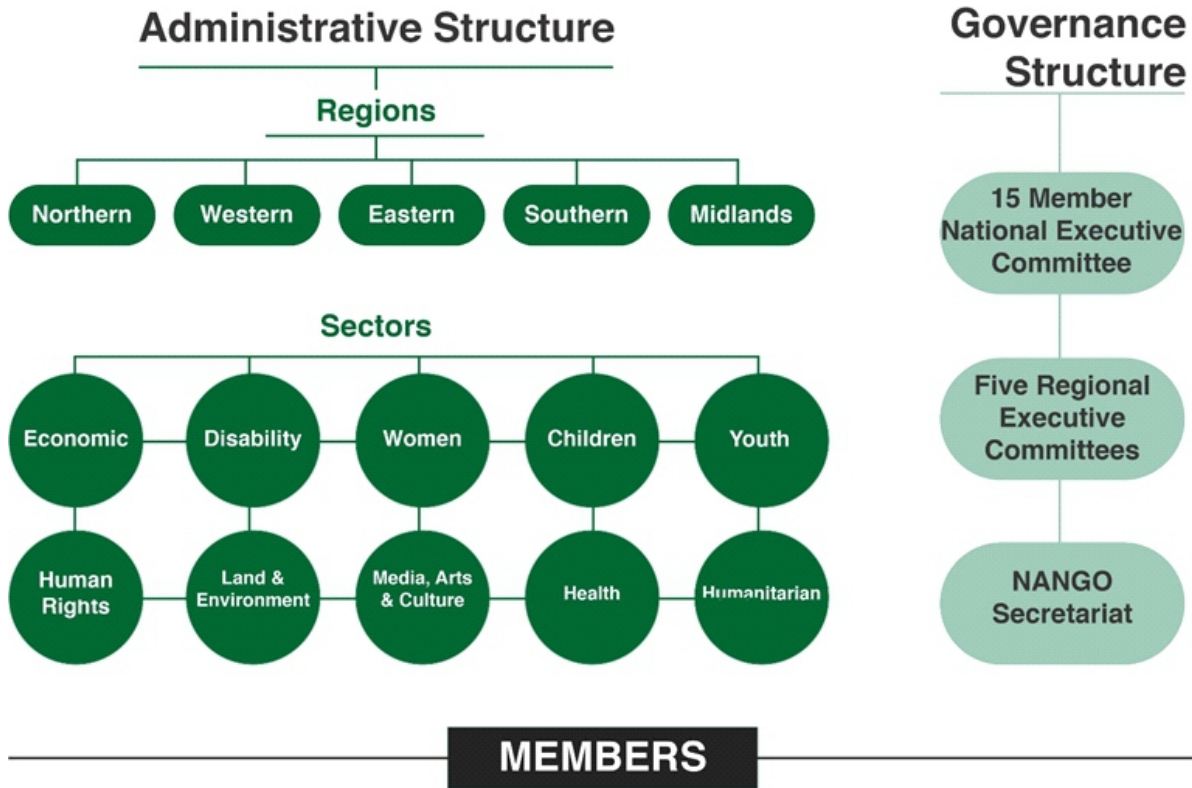 Administrative Structure
Regions
Northern
Western
Eastern
Southern
Midlands
Sectors
Economic
Disability
Women
Children
Youth
Human
Rights
Land &
Environment
Media, Arts
& Culture
Health
Humanitarian
Governance
Structure
15 Member
National Executive
Committee
Five Regional
Executive
Committees
NANGO
Secretariat
MEMBERS